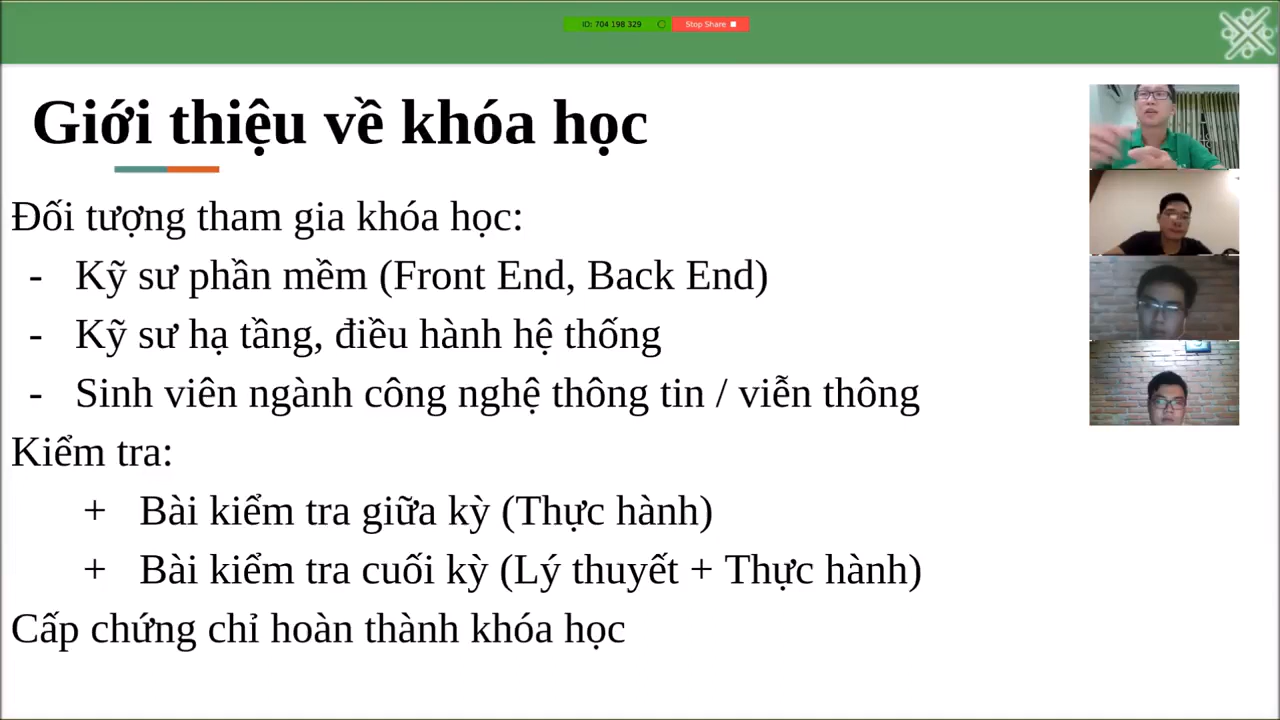 ID: 704 198 329
Stop Share
Giới thiệu về khóa học
Đối tượng tham gia khóa học:
- Kỹ sư phần mềm (Front End, Back End)
- Kỹ sư hạ tầng, điều hành hệ thống
- Sinh viên ngành công nghệ thông tin / viễn thông
Kiểm tra:
+ Bài kiểm tra giữa kỳ (Thực hành)
+ Bài kiểm tra cuối kỳ (Lý thuyết + Thực hành)
Cấp chứng chỉ hoàn thành khóa học